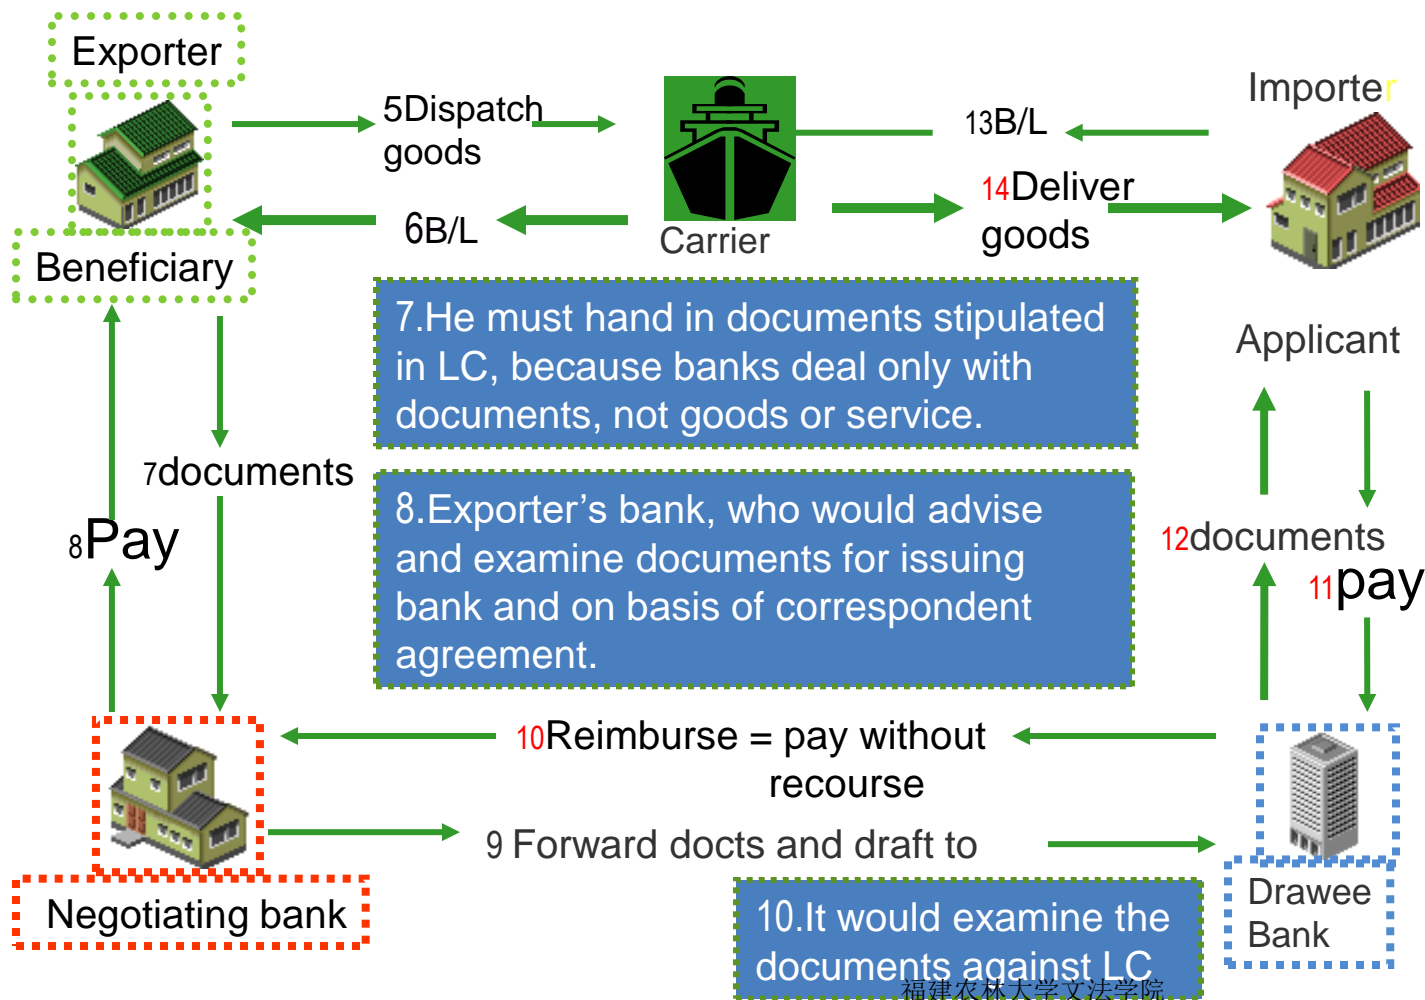 Exporter
5Dispatch
goods
13B/L
Importer
6B/L
Carrier
14Deliver
goods
Beneficiary
7.He must hand in documents stipulated
in LC, because banks deal only with
documents, not goods or service.
Applicant
7documents
8Pay
8.Exporter’s bank, who would advise
and examine documents for issuing
bank and on basis of correspondent
agreement.
12documents
11pay
10Reimburse = pay without
recourse
9 Forward docts and draft to
Negotiating bank
10.It would examine the
documents against LC
Drawee
Bank
福建农林大学文法学院